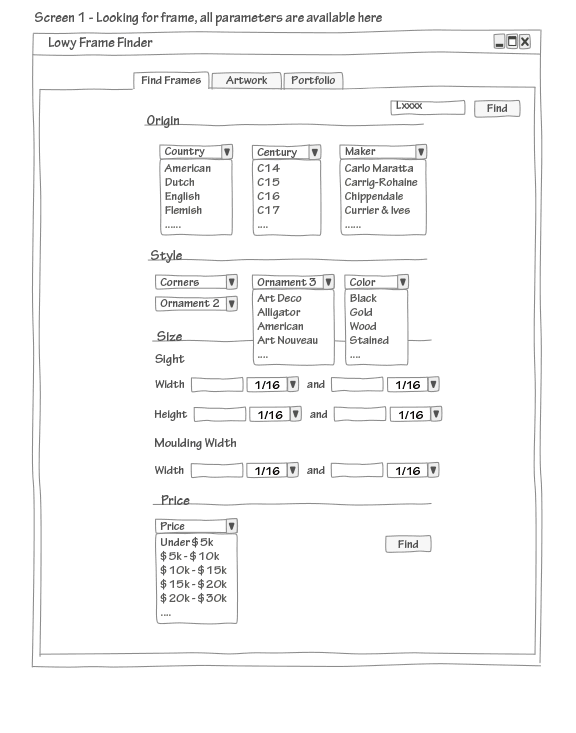 Screen 1 - Looking for frame, all parameters are available here
Lowy Frame Finder
Find Frames Artwork Portfolio
Lxxxx Find
Origin
Country Century Maker
American C14 Carlo Maratta
Dutch C15 Carrig-Rohaine
English C16 Chippendale
Flemish C17 Currier & Ives
...... .... ......
Style
Corners Ornament 3 Color
Ornament 2 Art Deco Black
Alligator Gold
American Wood
Art Nouveau Stained
.... ....
Size
Sight
Width 1/16 and 1/16
Height 1/16 and 1/16
Moulding Width
Width 1/16 and 1/16
Price
Price
Under $5k
$5k - $10k
$10k - $15k
$15k - $20k
$20k - $30k
....
Find